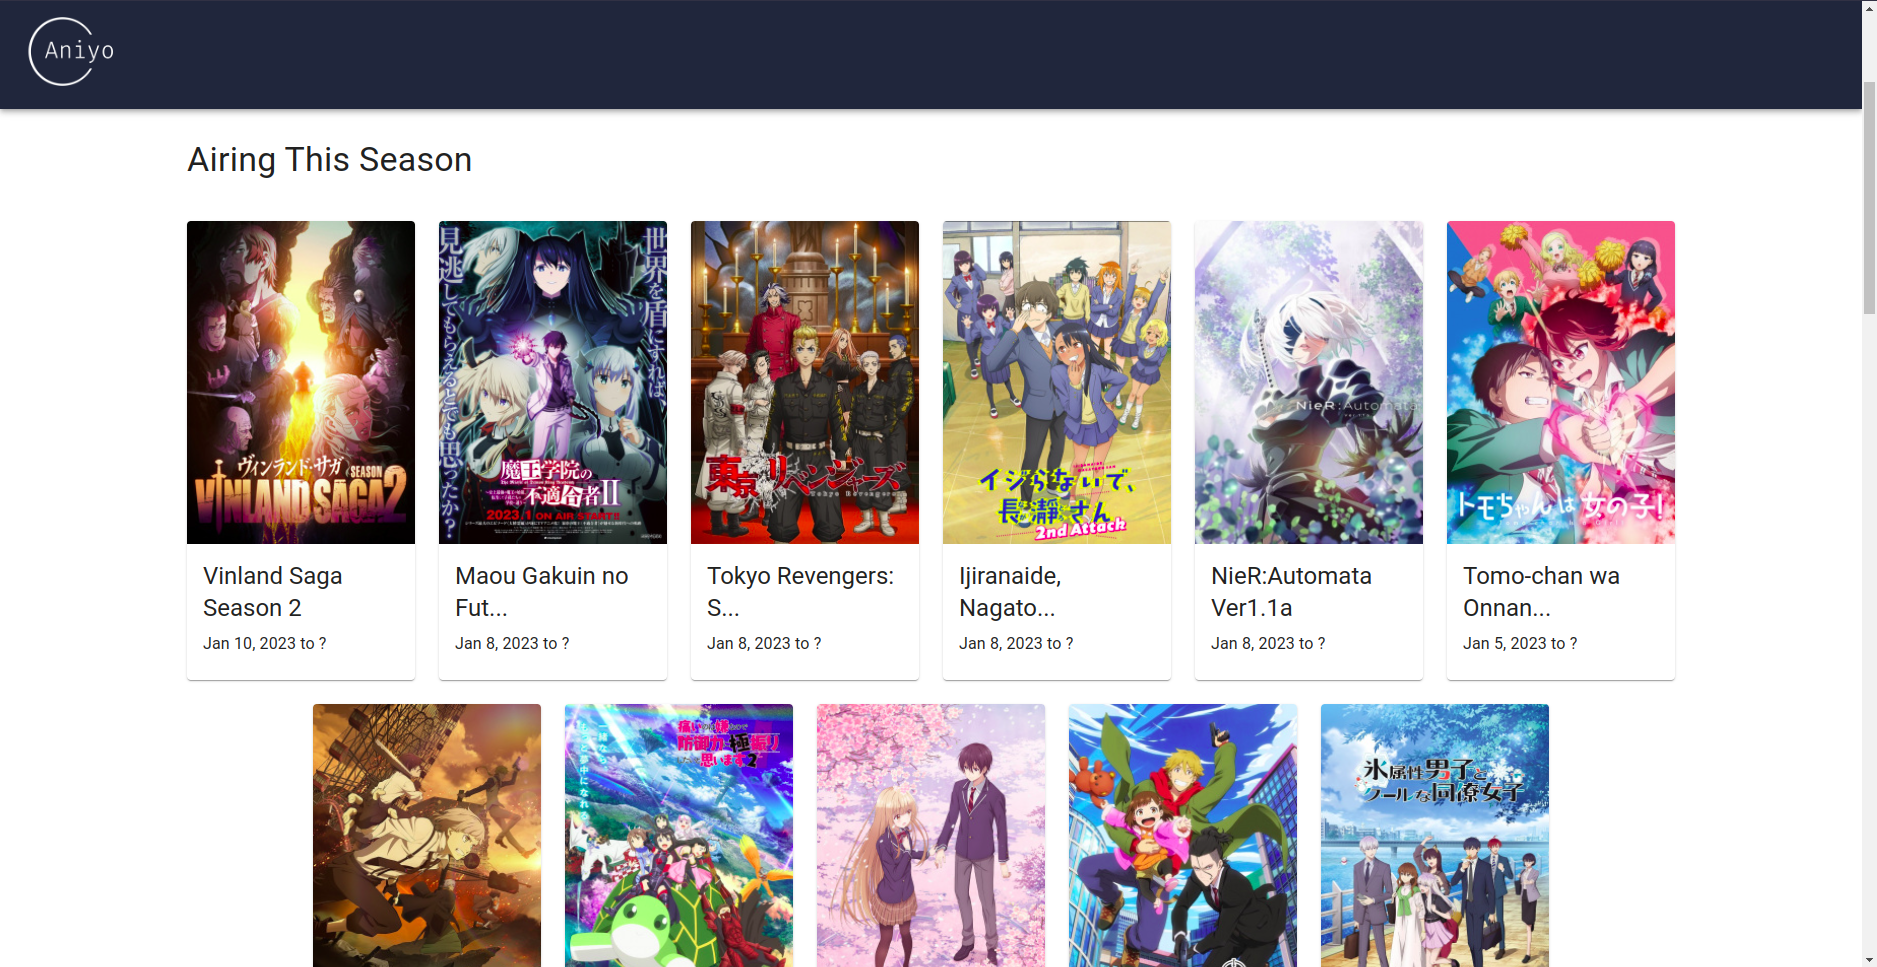 Aniyo
Airing This Season
ヴィンランド・サガ
SEASON
VINLAND SAGA 2
世界を盾にすれば
見逃してもらえるとでも思ったか?
魔王学院の
不適合者II
2023.1 ON AIR START!!
東京リベンジャーズ
Tokyo Revengers
イジらないで、
長瀞さん
2nd Attack
NieR:Automata
トモちゃんは女の子!
Vinland Saga
Season 2
Jan 10, 2023 to ?
Maou Gakuin no
Fut...
Jan 8, 2023 to ?
Tokyo Revengers:
S...
Jan 8, 2023 to ?
Ijiranaide,
Nagato...
Jan 8, 2023 to ?
NieR:Automata
Ver1.1a
Jan 8, 2023 to ?
Tomo-chan wa
Onnan...
Jan 5, 2023 to ?
痛いのは嫌なので
防御力に極振り
したいと思います2
氷属性男子と
クールな同僚女子